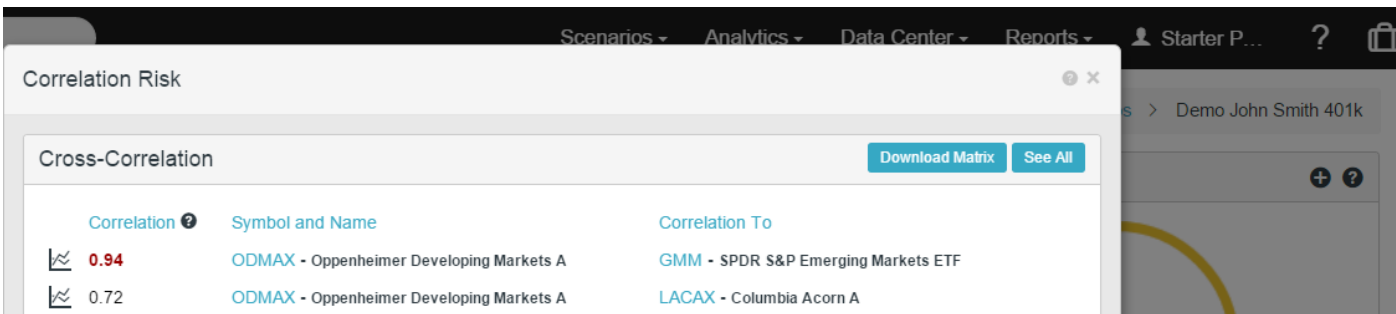 Scenarios Analytics Data Center Reports Starter P... ?
Correlation Risk
> Demo John Smith 401k
Cross-Correlation Download Matrix See All
Correlation Symbol and Name Correlation To
0.94 ODMAX - Oppenheimer Developing Markets A GMM - SPDR S&P Emerging Markets ETF
0.72 ODMAX - Oppenheimer Developing Markets A LACAX - Columbia Acorn A